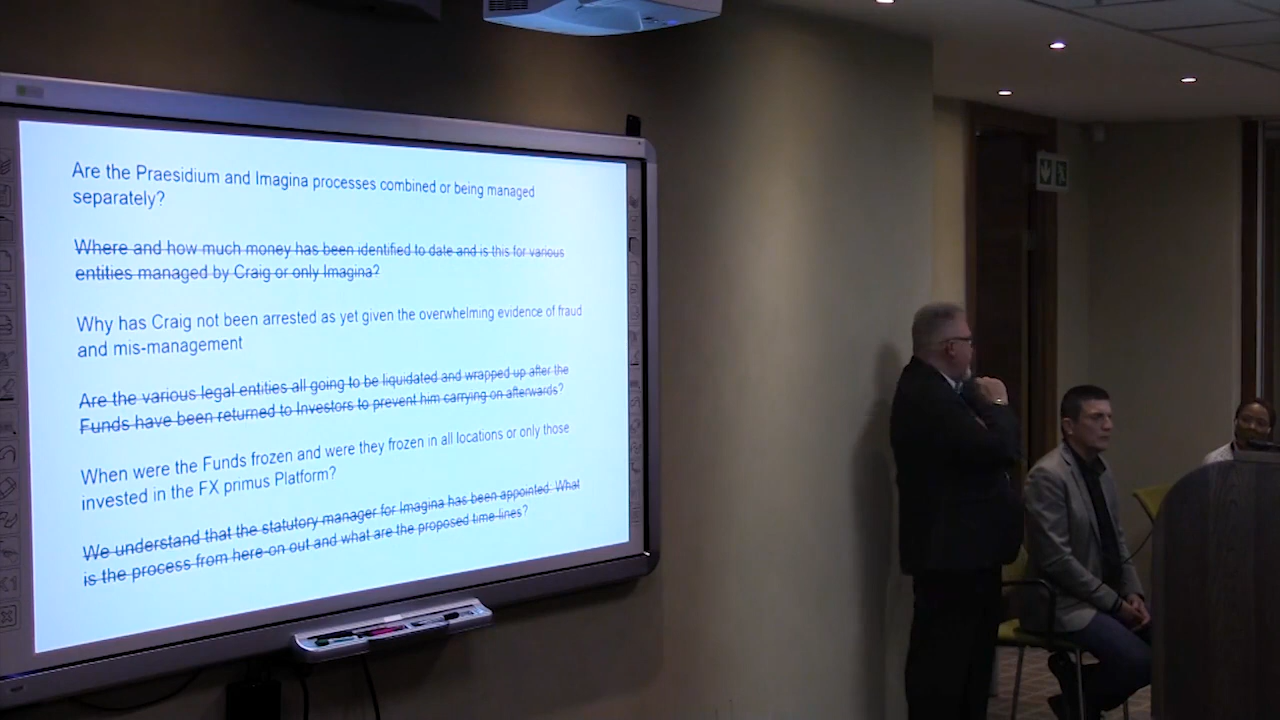 Are the Praesidium and Imagina processes combined or being managed
separately?
Where and how much money has been identified to date and is this for various
entities managed by Craig or only Imagina?
Why has Craig not been arrested as yet given the overwhelming evidence of fraud
and mis-management
Are the various legal entities all going to be liquidated and wrapped up after the
Funds have been returned to Investors to prevent him carrying on afterwards?
When were the Funds frozen and were they frozen in all locations or only those
invested in the FX primus Platform?
We understand that the statutory manager for Imagina has been appointed. What
is the process from here-on out and what are the proposed time-lines?